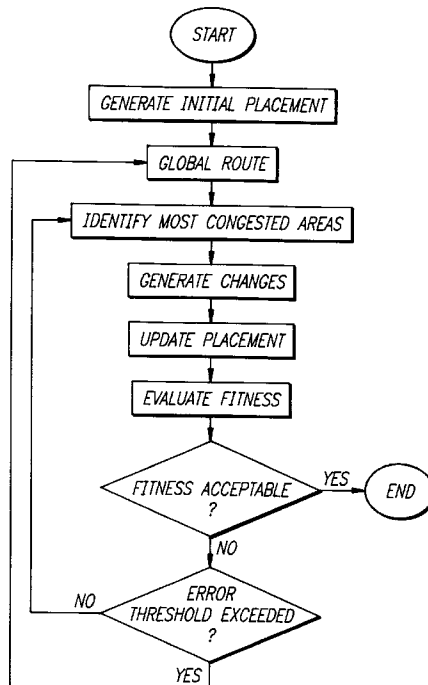 START
GENERATE INITIAL PLACEMENT
GLOBAL ROUTE
IDENTIFY MOST CONGESTED AREAS
GENERATE CHANGES
UPDATE PLACEMENT
EVALUATE FITNESS
FITNESS ACCEPTABLE
?
YES
END
NO
ERROR
THRESHOLD EXCEEDED
?
NO
YES